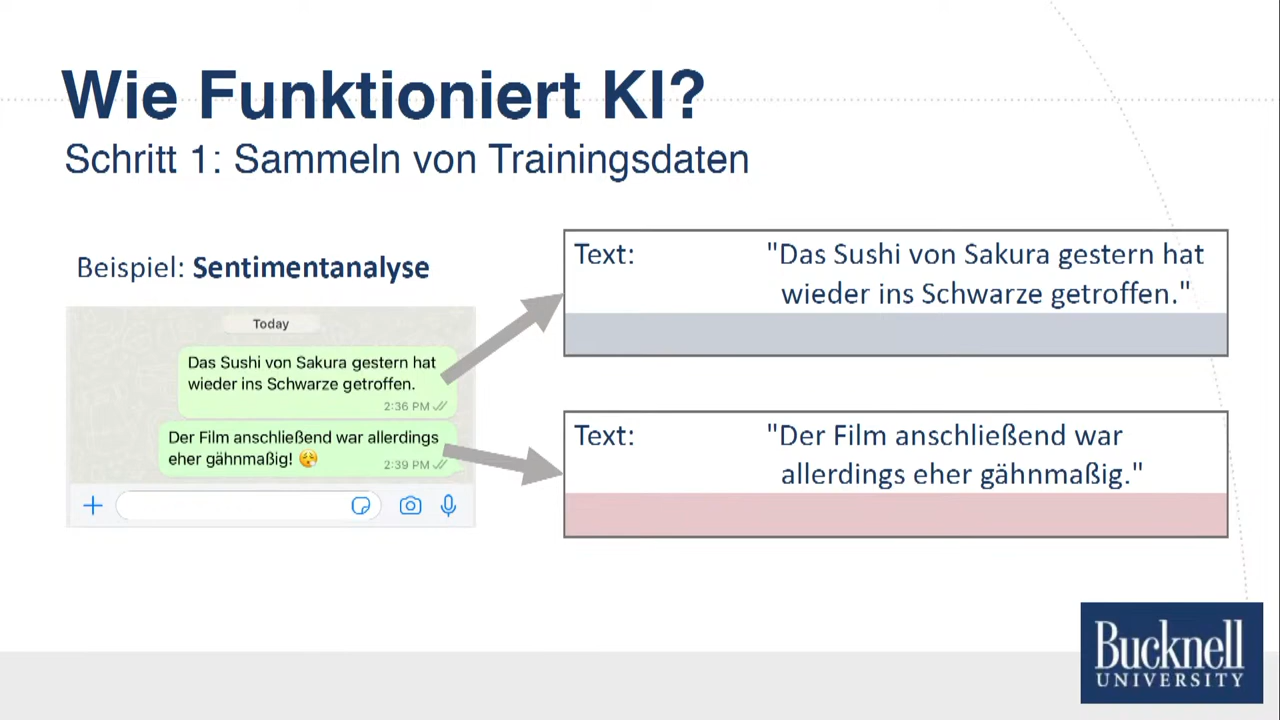 Wie Funktioniert KI?
Schritt 1: Sammeln von Trainingsdaten
Beispiel: Sentimentanalyse
Today
Das Sushi von Sakura gestern hat
wieder ins Schwarze getroffen.
2:36 PM
Der Film anschließend war allerdings
eher gähnmaßig! 😮‍💨
2:39 PM
Text: "Das Sushi von Sakura gestern hat
wieder ins Schwarze getroffen."
Text: "Der Film anschließend war
allerdings eher gähnmaßig."
Bucknell
UNIVERSITY